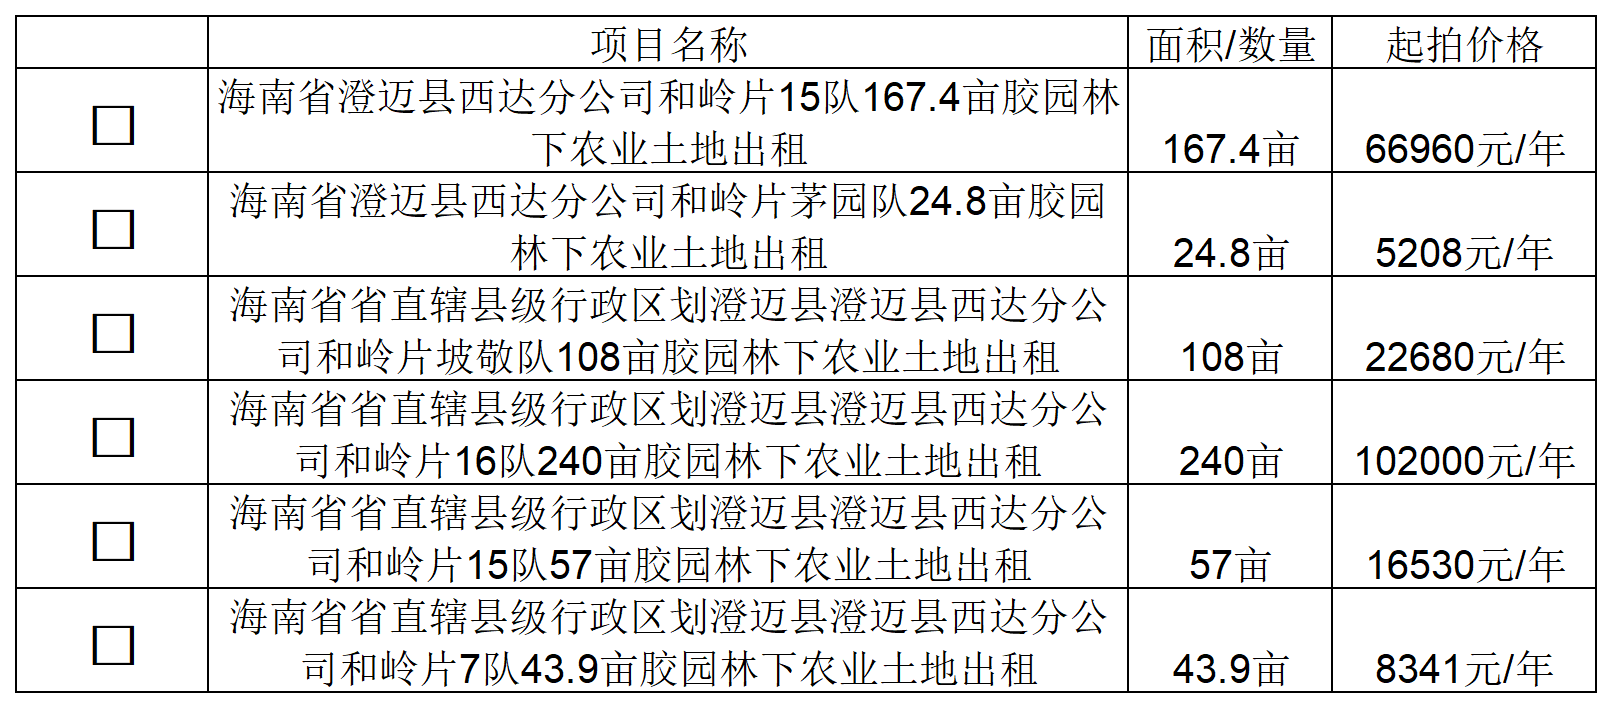 项目名称
面积/数量
起拍价格
海南省澄迈县西达分公司和岭片15队167.4亩胶园林
下农业土地出租
167.4亩
66960元/年
海南省澄迈县西达分公司和岭片茅园队24.8亩胶园
林下农业土地出租
24.8亩
5208元/年
海南省省直辖县级行政区划澄迈县澄迈县西达分公
司和岭片坡敬队108亩胶园林下农业土地出租
108亩
22680元/年
海南省省直辖县级行政区划澄迈县澄迈县西达分公
司和岭片16队240亩胶园林下农业土地出租
240亩
102000元/年
海南省省直辖县级行政区划澄迈县澄迈县西达分公
司和岭片15队57亩胶园林下农业土地出租
57亩
16530元/年
海南省省直辖县级行政区划澄迈县澄迈县西达分公
司和岭片7队43.9亩胶园林下农业土地出租
43.9亩
8341元/年